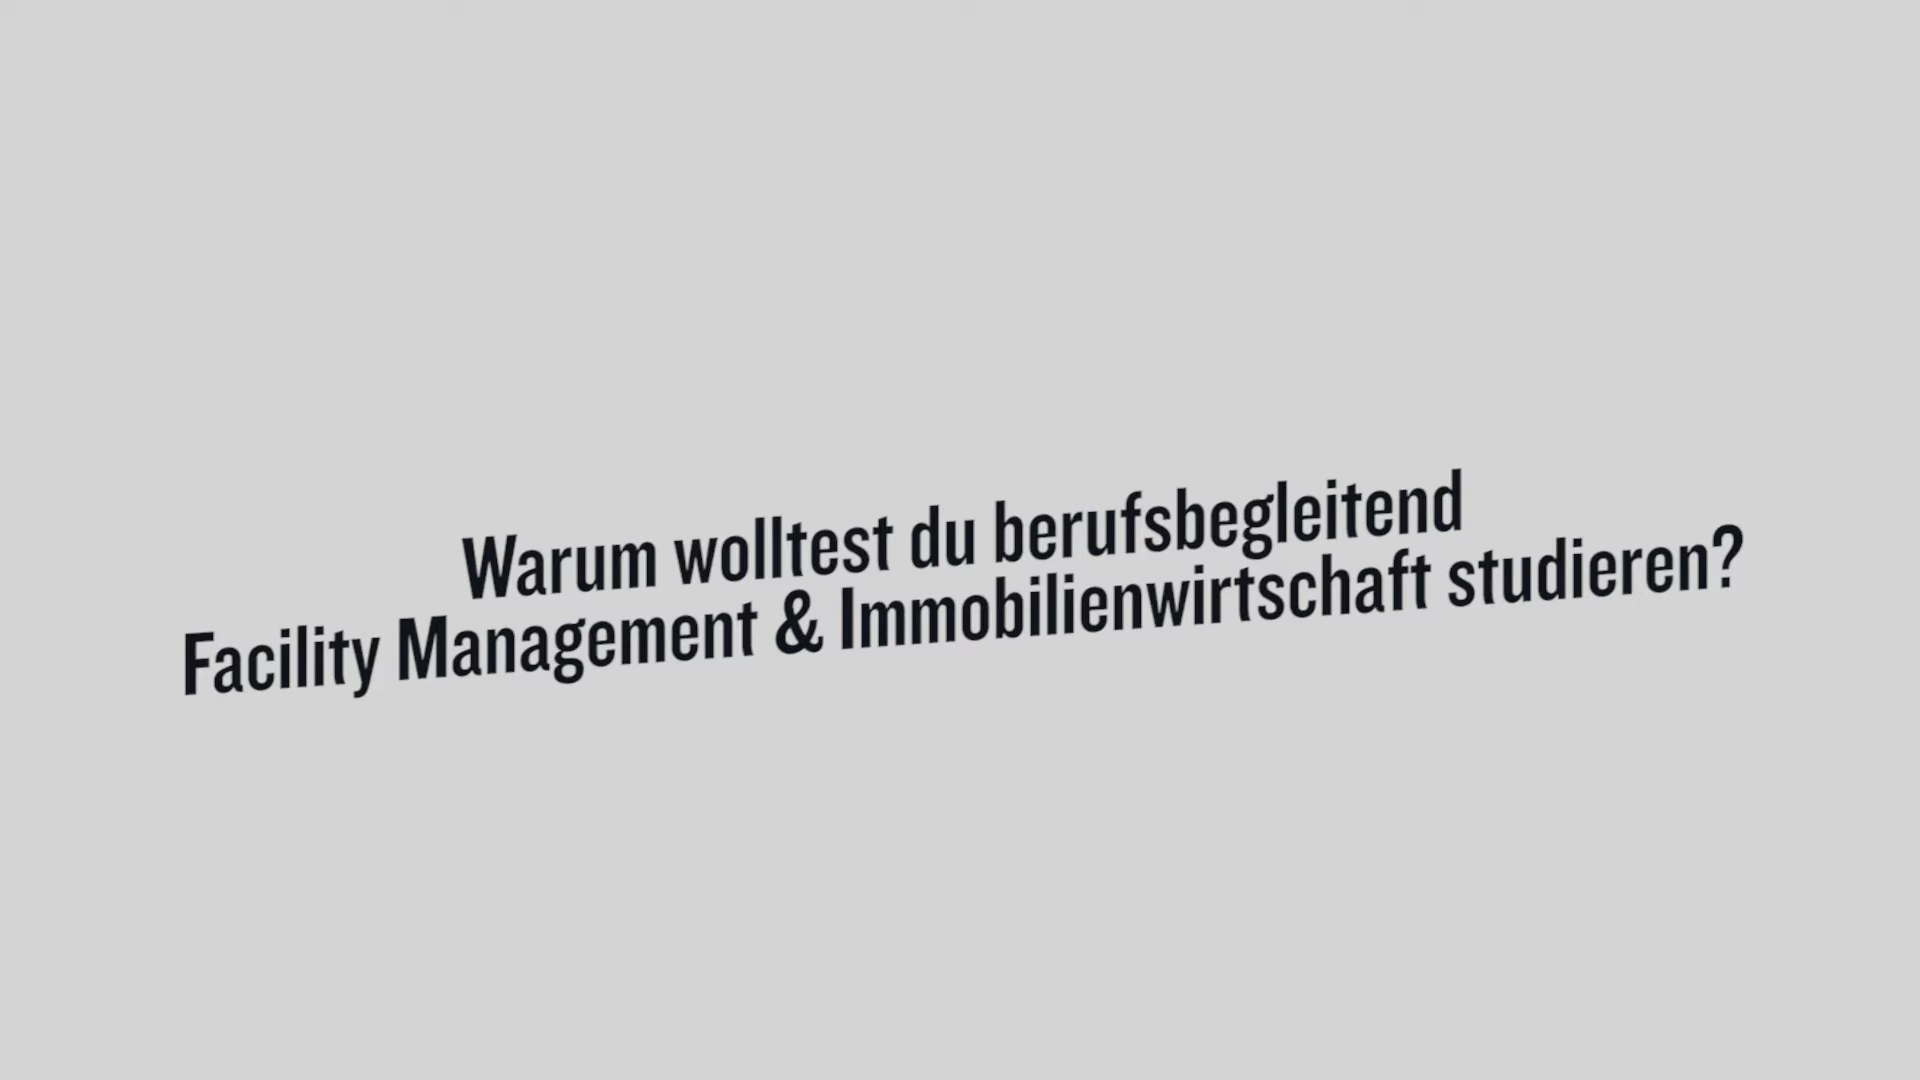 Warum wolltest du berufsbegleitend
Facility Management & Immobilienwirtschaft studieren?